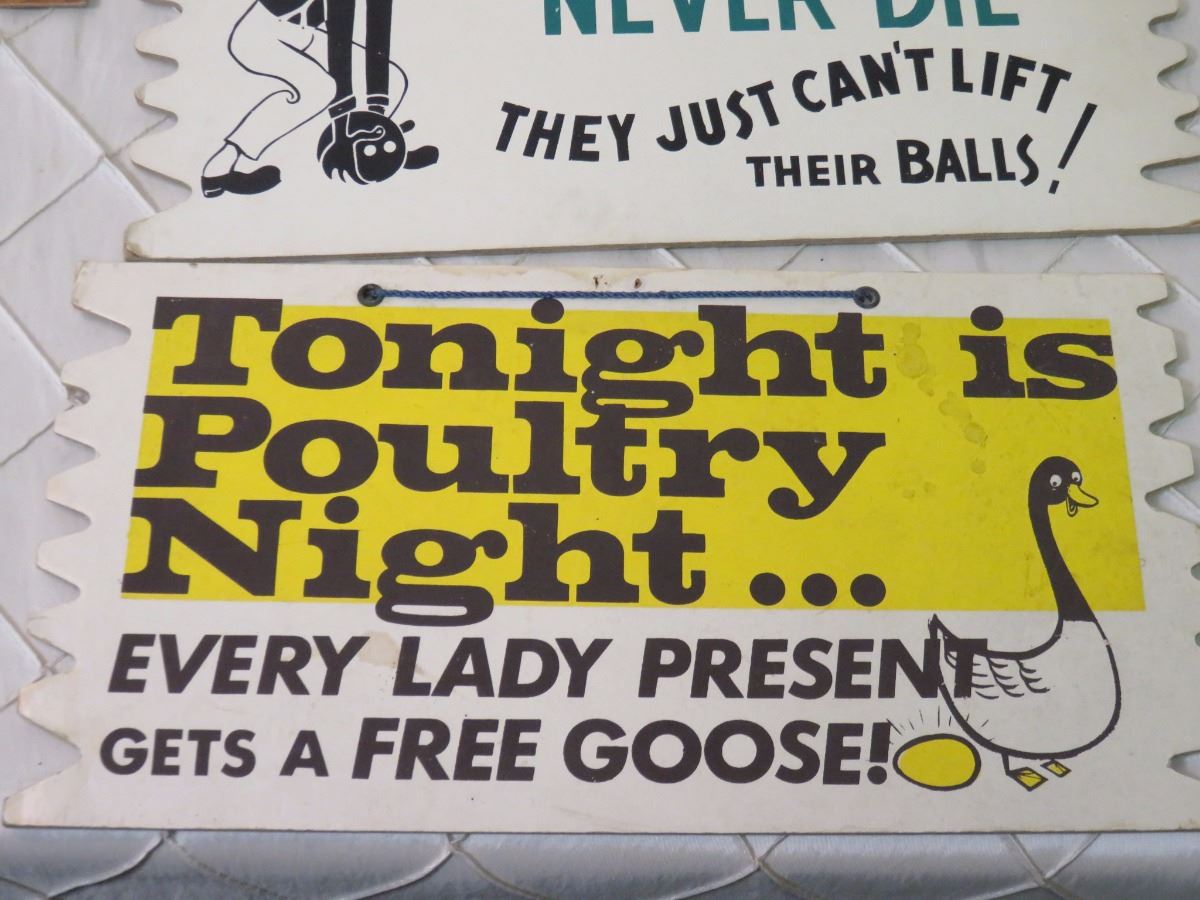 NEVER DIE
THEY JUST CAN'T LIFT
THEIR BALLS!
Tonight is
Poultry
Night...
EVERY LADY PRESENT
GETS A FREE GOOSE!